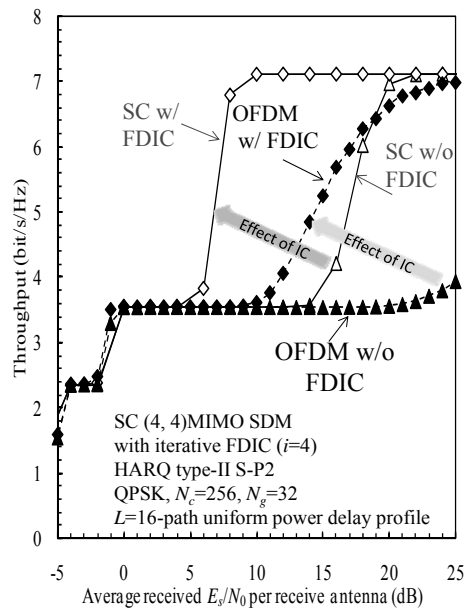 8
7
6
5
4
3
2
1
0
Throughput (bit/s/Hz)
SC w/
FDIC
OFDM
w/ FDIC
SC w/o
FDIC
Effect of IC
Effect of IC
OFDM w/o
FDIC
SC (4, 4)MIMO SDM
with iterative FDIC (i=4)
HARQ type-II S-P2
QPSK, Nc=256, Ng=32
L=16-path uniform power delay profile
-5 0 5 10 15 20 25
Average received Es/N0 per receive antenna (dB)